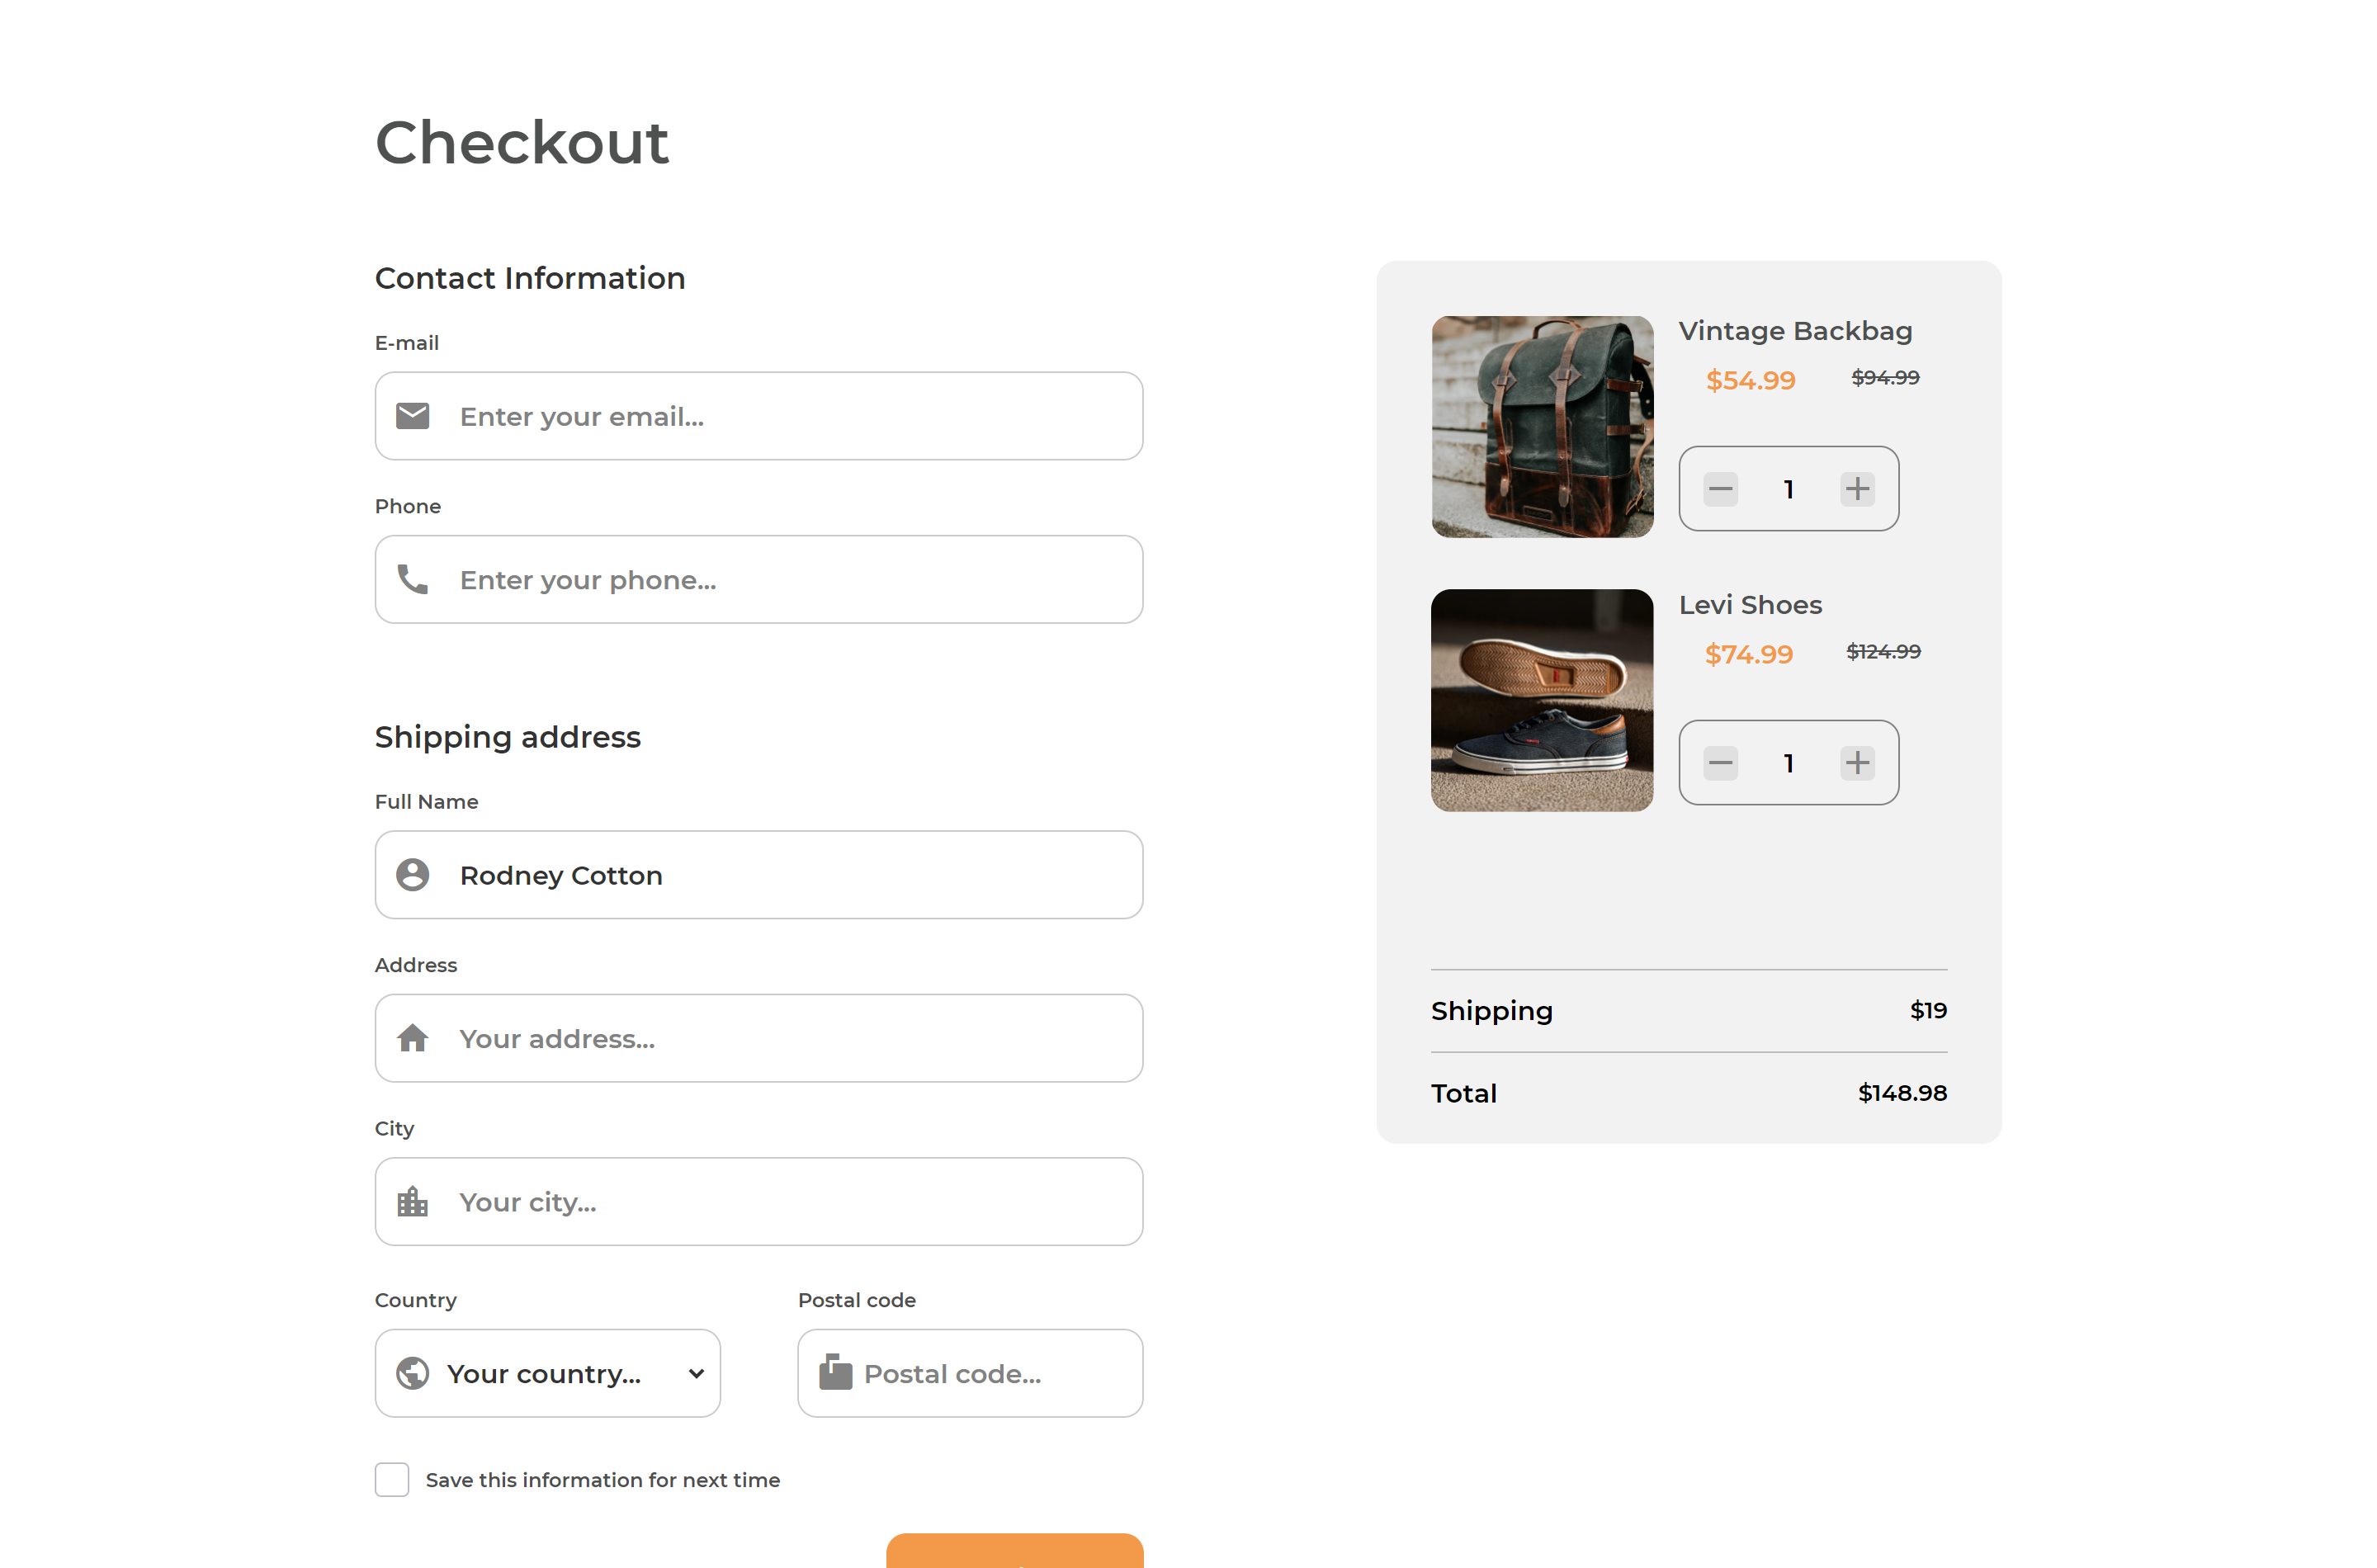 Checkout
Contact Information
E-mail
Enter your email...
Phone
Enter your phone...
Shipping address
Full Name
Rodney Cotton
Address
Your address...
City
Your city...
Country
Postal code
Your country...
Postal code...
Save this information for next time
Vintage Backbag
$54.99 $94.99
1
Levi Shoes
$74.99 $124.99
1
Shipping $19
Total $148.98